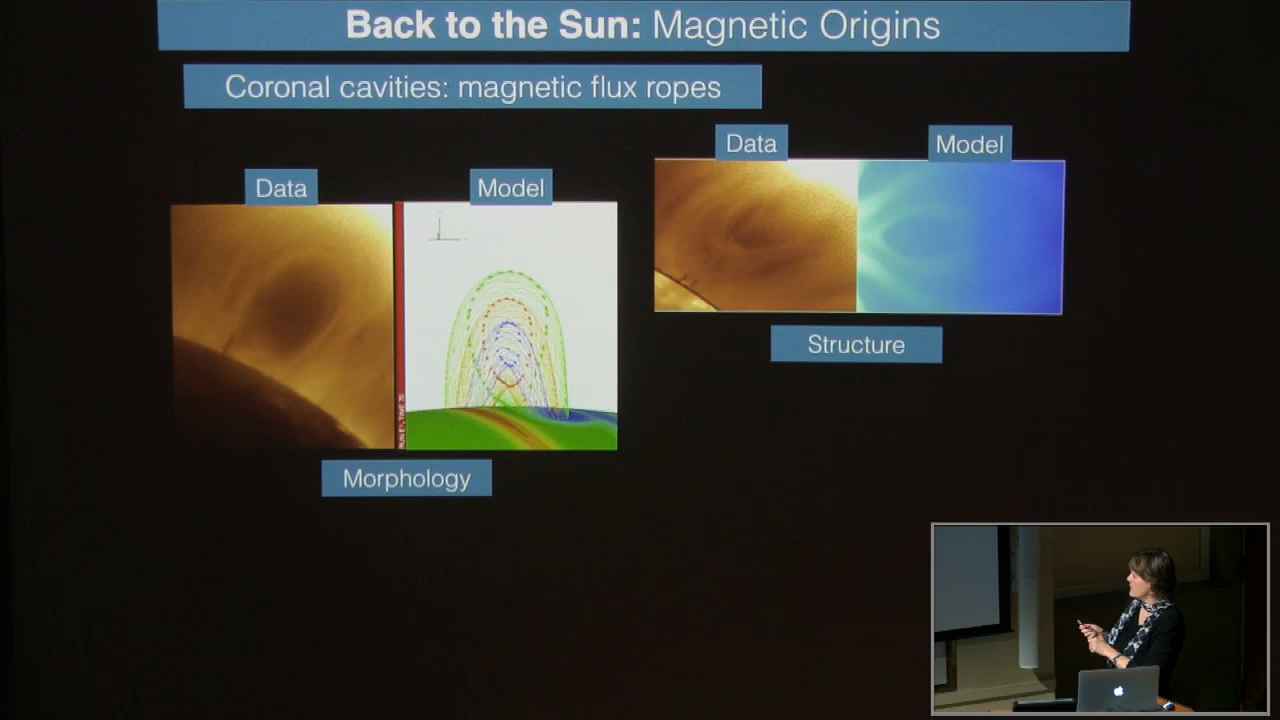 Back to the Sun: Magnetic Origins
Coronal cavities: magnetic flux ropes
Data
Model
Data
Model
Structure
Morphology